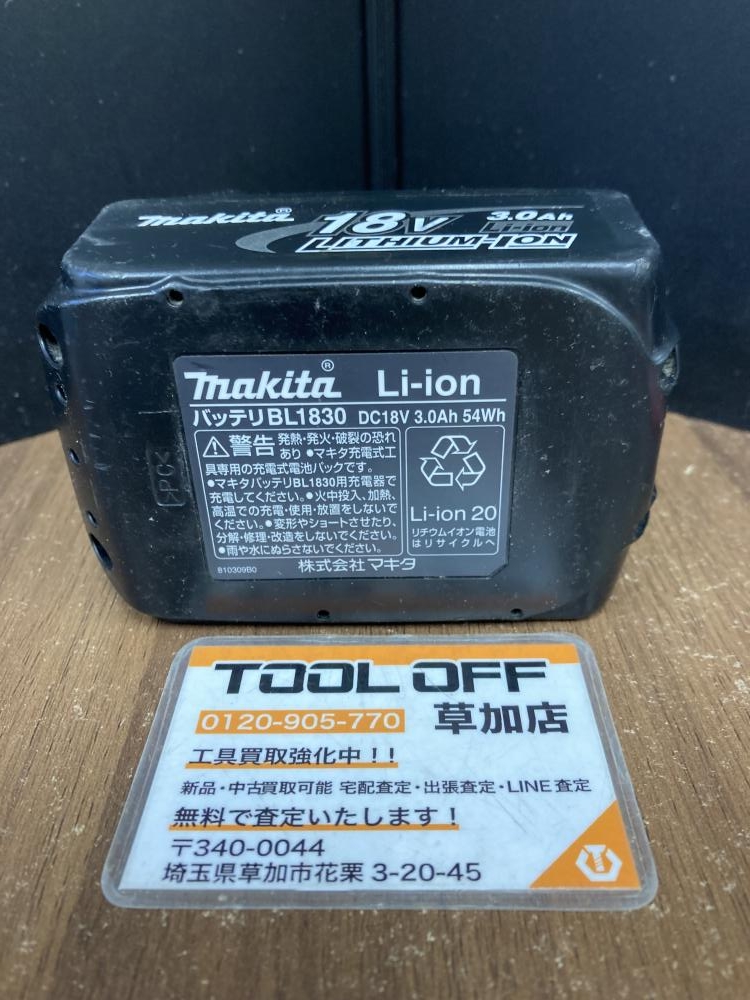 makita® 18V 3.0Ah
Li-ion
LITHIUM-ION
makita® Li-ion
バッテリBL1830 DC18V 3.0Ah 54Wh
警告 発熱・発火・破裂の恐れ
あり ●マキタ充電式工
具専用の充電式電池パックです。
●マキタバッテリBL1830用充電器で
充電してください。●火中投入、加熱、
高温での充電・使用・放置をしないで
ください。●変形やショートさせたり、
分解・修理・改造をしないでください。
●雨や水にぬらさないでください。
Li-ion 20
リチウムイオン電池
はリサイクルへ
810309B0
株式会社マキタ
>PC<
TOOL OFF
0120-905-770 草加店
工具買取強化中！！
新品・中古買取可能 宅配査定・出張査定・LINE査定
無料で査定いたします！
〒340-0044
埼玉県草加市花栗 3-20-45